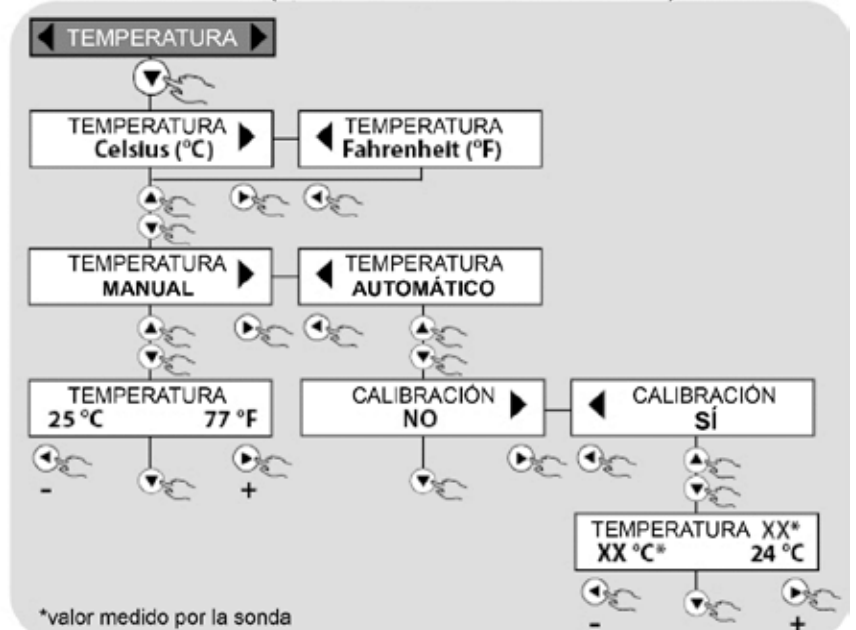 TEMPERATURA
TEMPERATURA
Celsius (°C)
TEMPERATURA
Fahrenheit (°F)
TEMPERATURA
MANUAL
TEMPERATURA
AUTOMÁTICO
TEMPERATURA
25 °C 77 °F
- +
CALIBRACIÓN
NO
CALIBRACIÓN
SÍ
TEMPERATURA XX*
XX °C* 24 °C
- +
*valor medido por la sonda